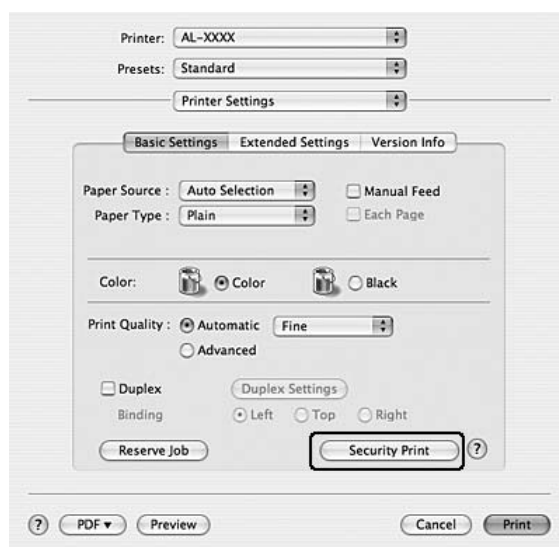 Printer: AL-XXXX
Presets: Standard
Printer Settings
Basic Settings Extended Settings Version Info
Paper Source : Auto Selection Manual Feed
Paper Type : Plain Each Page
Color: Color Black
Print Quality : Automatic Fine
Advanced
Duplex Duplex Settings
Binding Left Top Right
Reserve Job Security Print ?
? PDF Preview Cancel Print